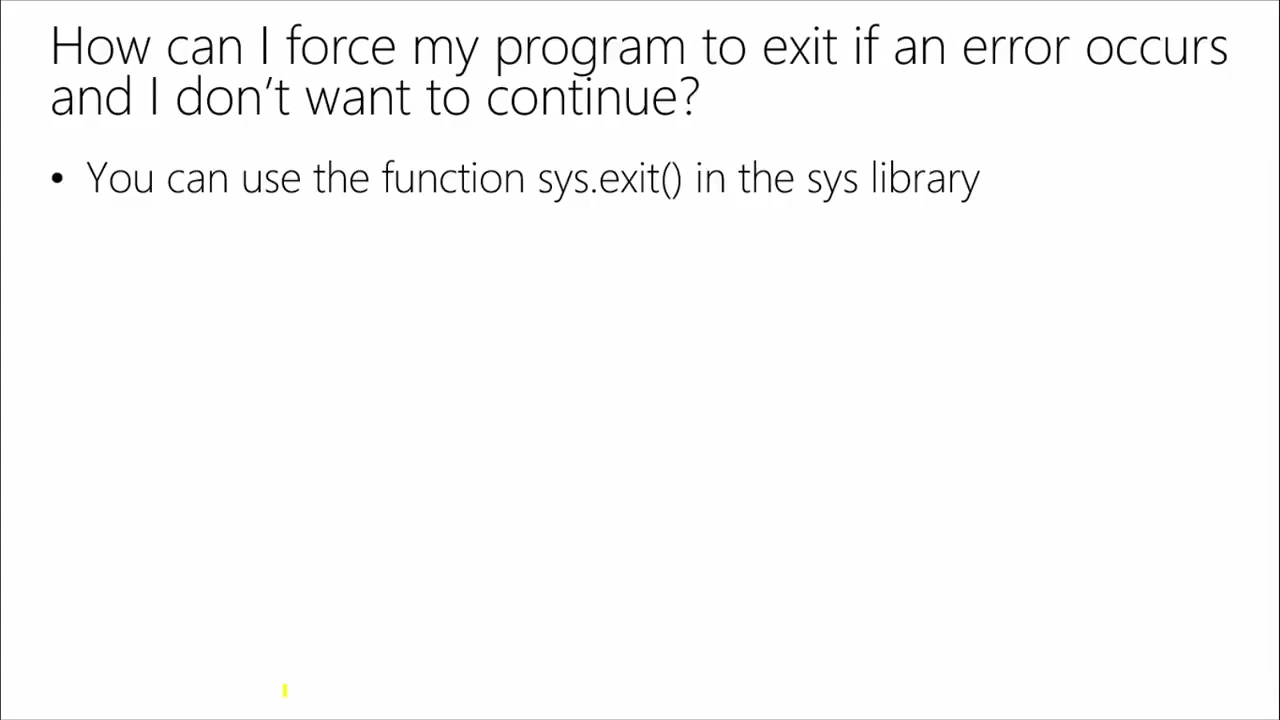 How can I force my program to exit if an error occurs
and I don’t want to continue?
• You can use the function sys.exit() in the sys library